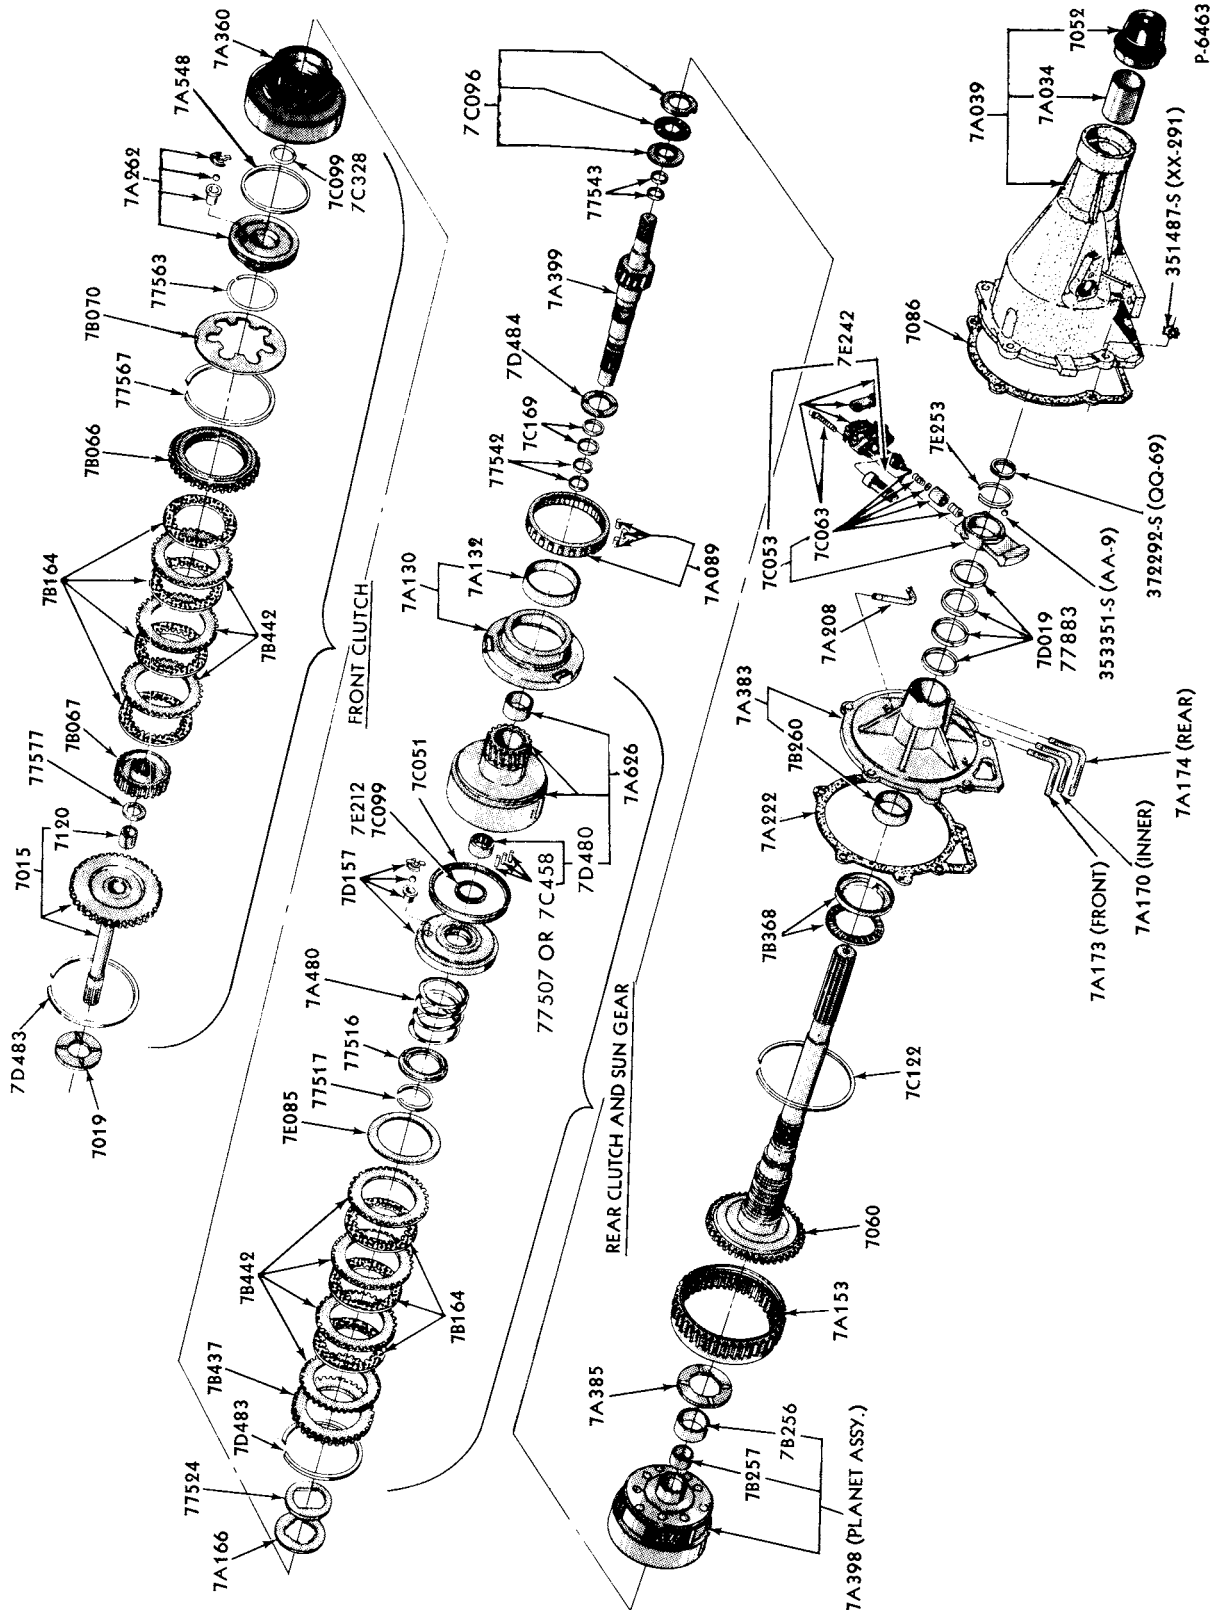 7A360
7A548
7A262
7C099
7C328
77563
7B070
77567
7B066
7B164
7B442
7B067
77577
7120
7015
7D483
7019
FRONT CLUTCH
7C096
77543
7A399
7D484
7C169
77542
7A132
7A130
7A089
7A626
7C051
7E212
7C099
7D157
7D480
77507 OR 7C458
7A480
77516
77517
7E085
7B442
7B164
7B437
7D483
77524
7A166
REAR CLUTCH AND SUN GEAR
7052
7A034
7A039
351487-S (XX-291)
7086
7E242
7E253
7C063
7C053
372292-S (QQ-69)
353351-S (AA-9)
7D019
77883
7A208
7A383
7B260
7A222
7A174 (REAR)
7A170 (INNER)
7A173 (FRONT)
7B368
7C122
7060
7A153
7A385
7B256
7B257
7A398 (PLANET ASSY.)
P-6463